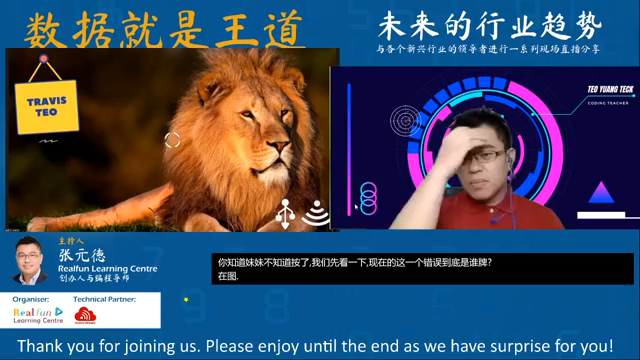 数据就是王道
未来的行业趋势
与各个新兴行业的领导者进行一系列现场直播分享
TRAVIS
TEO
TEO YUANG TECK
CODING TEACHER
主持人
张元德
Realfun Learning Centre
创办人与编程导师
你知道妹妹不知道按了,我们先看一下,现在的这一个错误到底是谁牌?
在图.
Organiser:
Technical Partner:
Real fun
Learning Centre
Thank you for joining us. Please enjoy until the end as we have surprise for you!